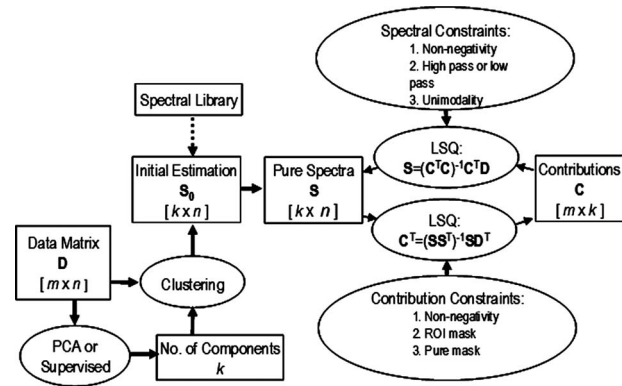 Spectral Constraints:
1. Non-negativity
2. High pass or low
pass
3. Unimodality
Spectral Library
LSQ:
S=(CᵀC)⁻¹CᵀD
Initial Estimation
S₀
[k x n]
Pure Spectra
S
[k x n]
Contributions
C
[m x k]
LSQ:
Cᵀ=(SSᵀ)⁻¹SDᵀ
Data Matrix
D
[m x n]
Clustering
Contribution Constraints:
1. Non-negativity
2. ROI mask
3. Pure mask
PCA or
Supervised
No. of Components
k